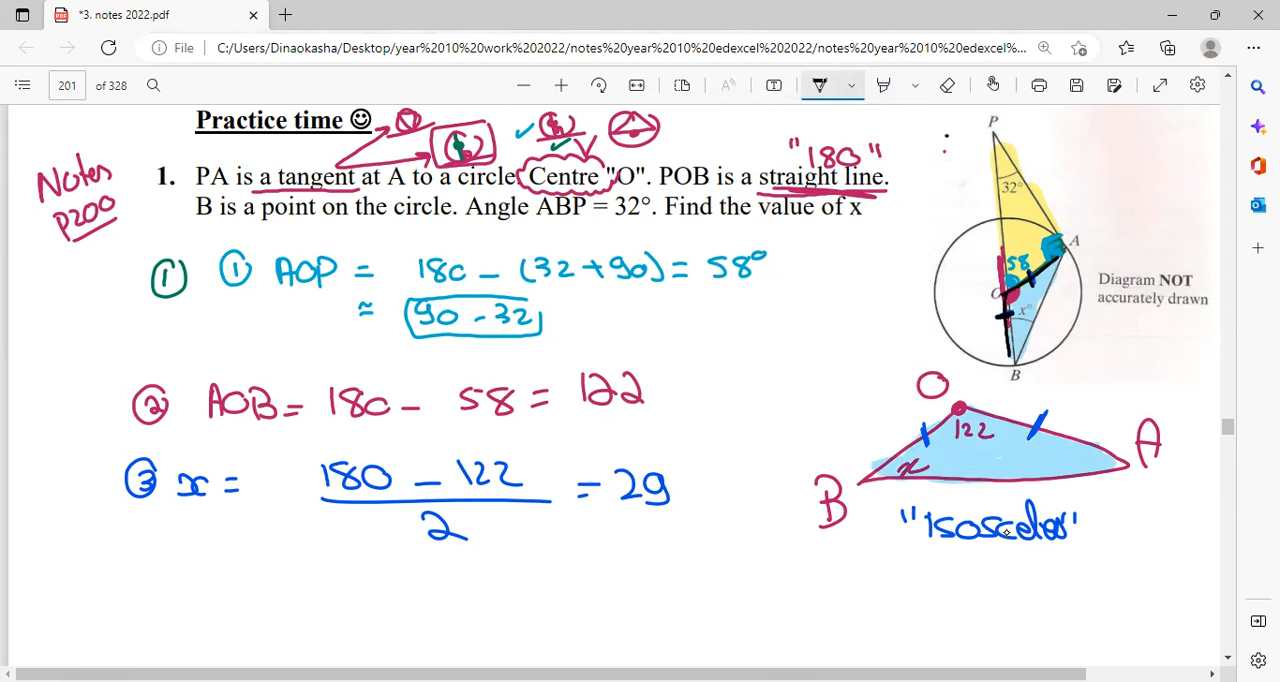 *3. notes 2022.pdf
File
C:/Users/Dinaokasha/Desktop/year%2010%20work%202022/notes%20year%2010%20edexcel%202022/notes%20year%2010%20edexcel%...
201 of 328
Practice time
"180"
Notes
P200
1. PA is a tangent at A to a circle Centre "O". POB is a straight line.
B is a point on the circle. Angle ABP = 32°. Find the value of x
P
32°
A
58
O
x°
B
Diagram NOT
accurately drawn
① ① AOP = 180 - (32+90) = 58°
≈ 90 - 32
② AOB = 180 - 58 = 122
③ x = 180 - 122 = 29
2
O
122
A
x
B
"Isosceles"